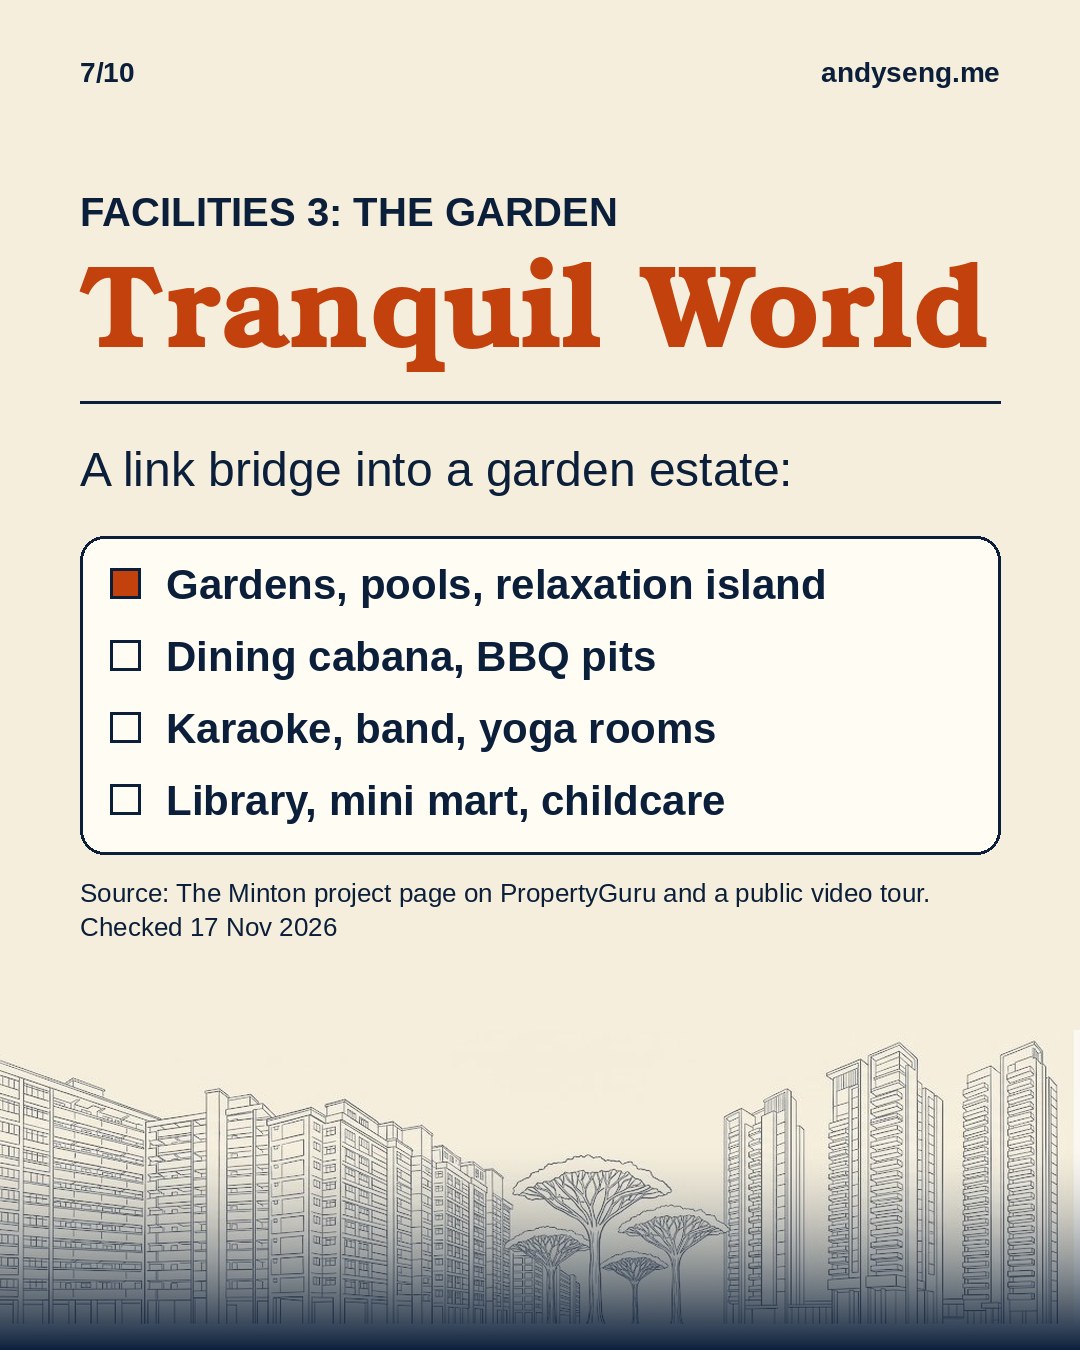 7/10
andyseng.me
FACILITIES 3: THE GARDEN
Tranquil World
A link bridge into a garden estate:
Gardens, pools, relaxation island
Dining cabana, BBQ pits
Karaoke, band, yoga rooms
Library, mini mart, childcare
Source: The Minton project page on PropertyGuru and a public video tour.
Checked 17 Nov 2026